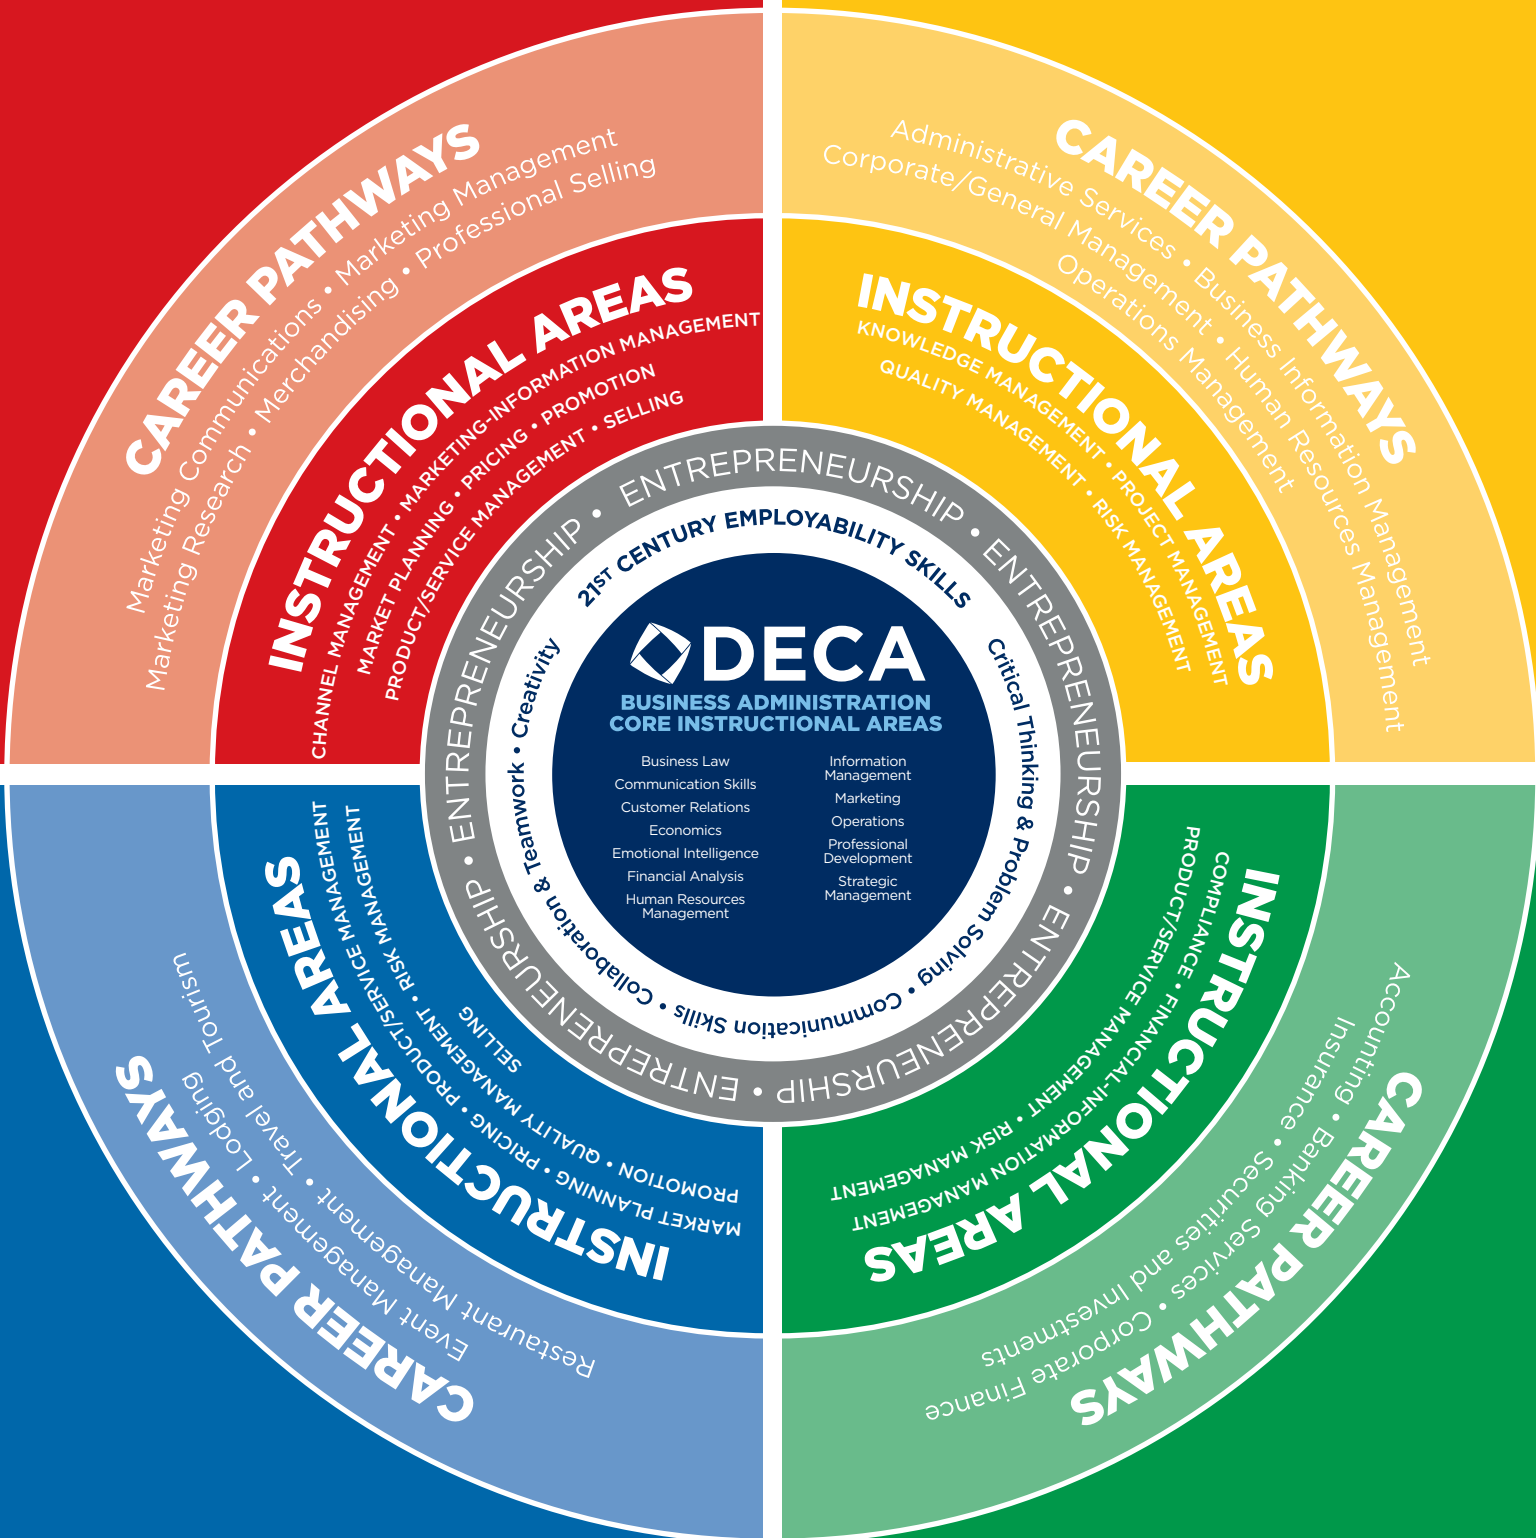 CAREER PATHWAYS
Marketing Communications • Marketing Management
Marketing Research • Merchandising • Professional Selling
INSTRUCTIONAL AREAS
CHANNEL MANAGEMENT • MARKETING-INFORMATION MANAGEMENT
MARKET PLANNING • PRICING • PROMOTION
PRODUCT/SERVICE MANAGEMENT • SELLING
CAREER PATHWAYS
Administrative Services • Business Information Management
Corporate/General Management • Human Resources Management
Operations Management
INSTRUCTIONAL AREAS
KNOWLEDGE MANAGEMENT • PROJECT MANAGEMENT
QUALITY MANAGEMENT • RISK MANAGEMENT
ENTREPRENEURSHIP • ENTREPRENEURSHIP • ENTREPRENEURSHIP • ENTREPRENEURSHIP • ENTREPRENEURSHIP •
21ST CENTURY EMPLOYABILITY SKILLS
Critical Thinking & Problem Solving • Communication Skills • Collaboration & Teamwork • Creativity
DECA
BUSINESS ADMINISTRATION
CORE INSTRUCTIONAL AREAS
Business Law
Communication Skills
Customer Relations
Economics
Emotional Intelligence
Financial Analysis
Human Resources
Management
Information
Management
Marketing
Operations
Professional
Development
Strategic
Management
INSTRUCTIONAL AREAS
MARKET PLANNING • PRICING • PRODUCT/SERVICE MANAGEMENT
PROMOTION • QUALITY MANAGEMENT • RISK MANAGEMENT
SELLING
CAREER PATHWAYS
Event Management • Lodging
Restaurant Management • Travel and Tourism
INSTRUCTIONAL AREAS
COMPLIANCE • FINANCIAL-INFORMATION MANAGEMENT
PRODUCT/SERVICE MANAGEMENT • RISK MANAGEMENT
CAREER PATHWAYS
Accounting • Banking Services • Corporate Finance
Insurance • Securities and Investments